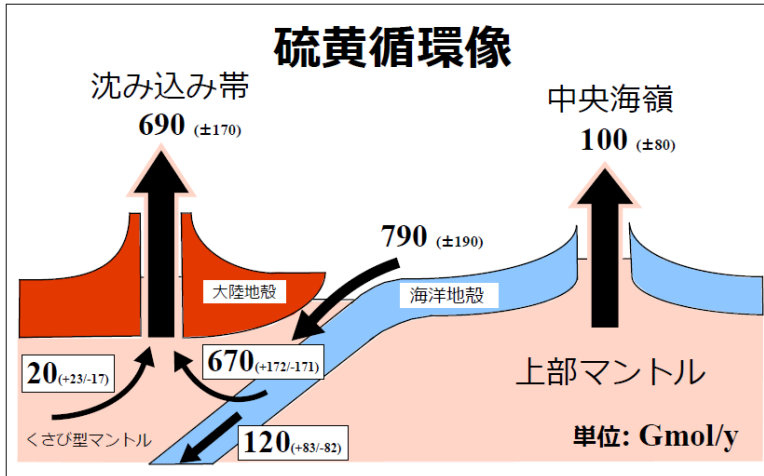 硫黄循環像
沈み込み帯
690 (±170)
中央海嶺
100 (±80)
790 (±190)
大陸地殻
海洋地殻
20(+23/-17)
670(+172/-171)
上部マントル
くさび型マントル
120(+83/-82)
単位: Gmol/y